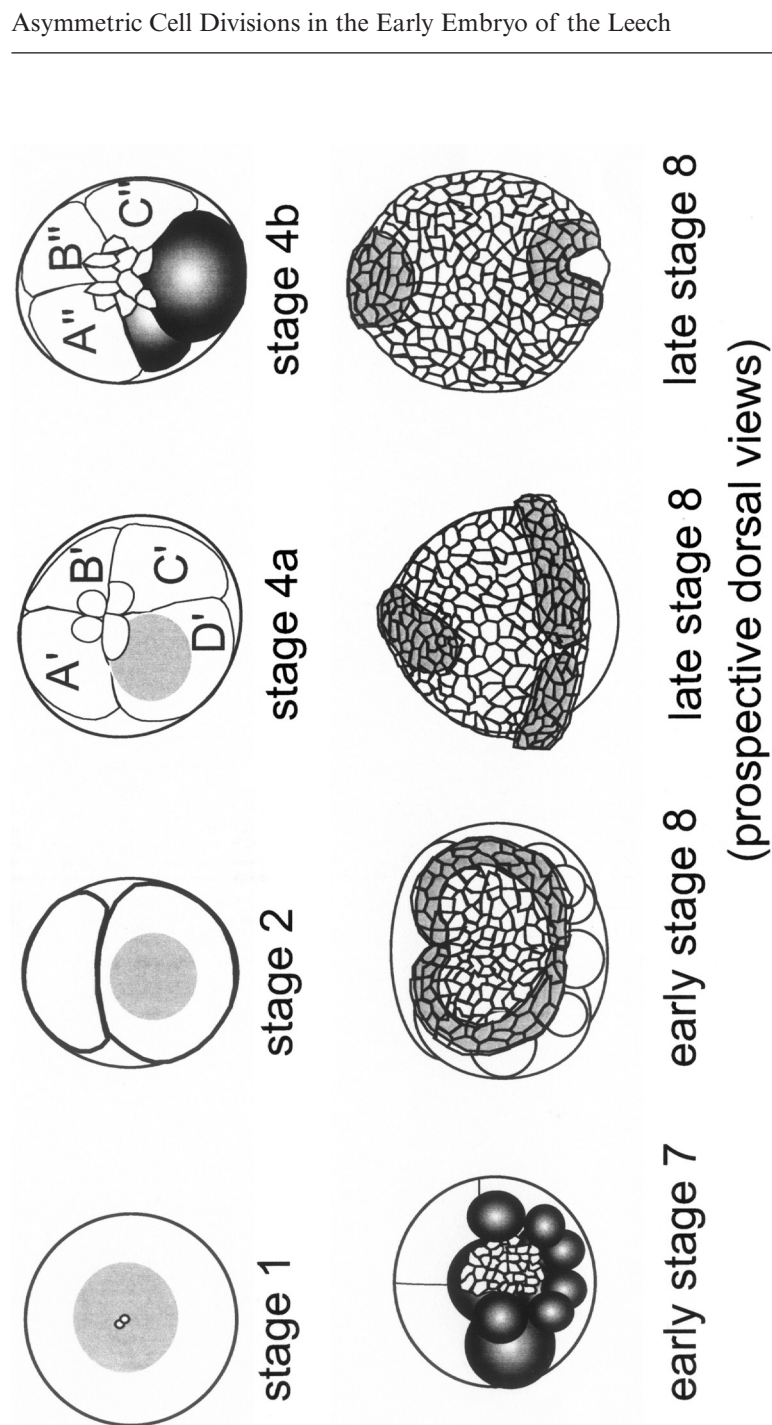 Asymmetric Cell Divisions in the Early Embryo of the Leech
stage 1
stage 2
A'
B'
C'
D'
stage 4a
A"
B"
C"
stage 4b
early stage 7
early stage 8
late stage 8
late stage 8
(prospective dorsal views)